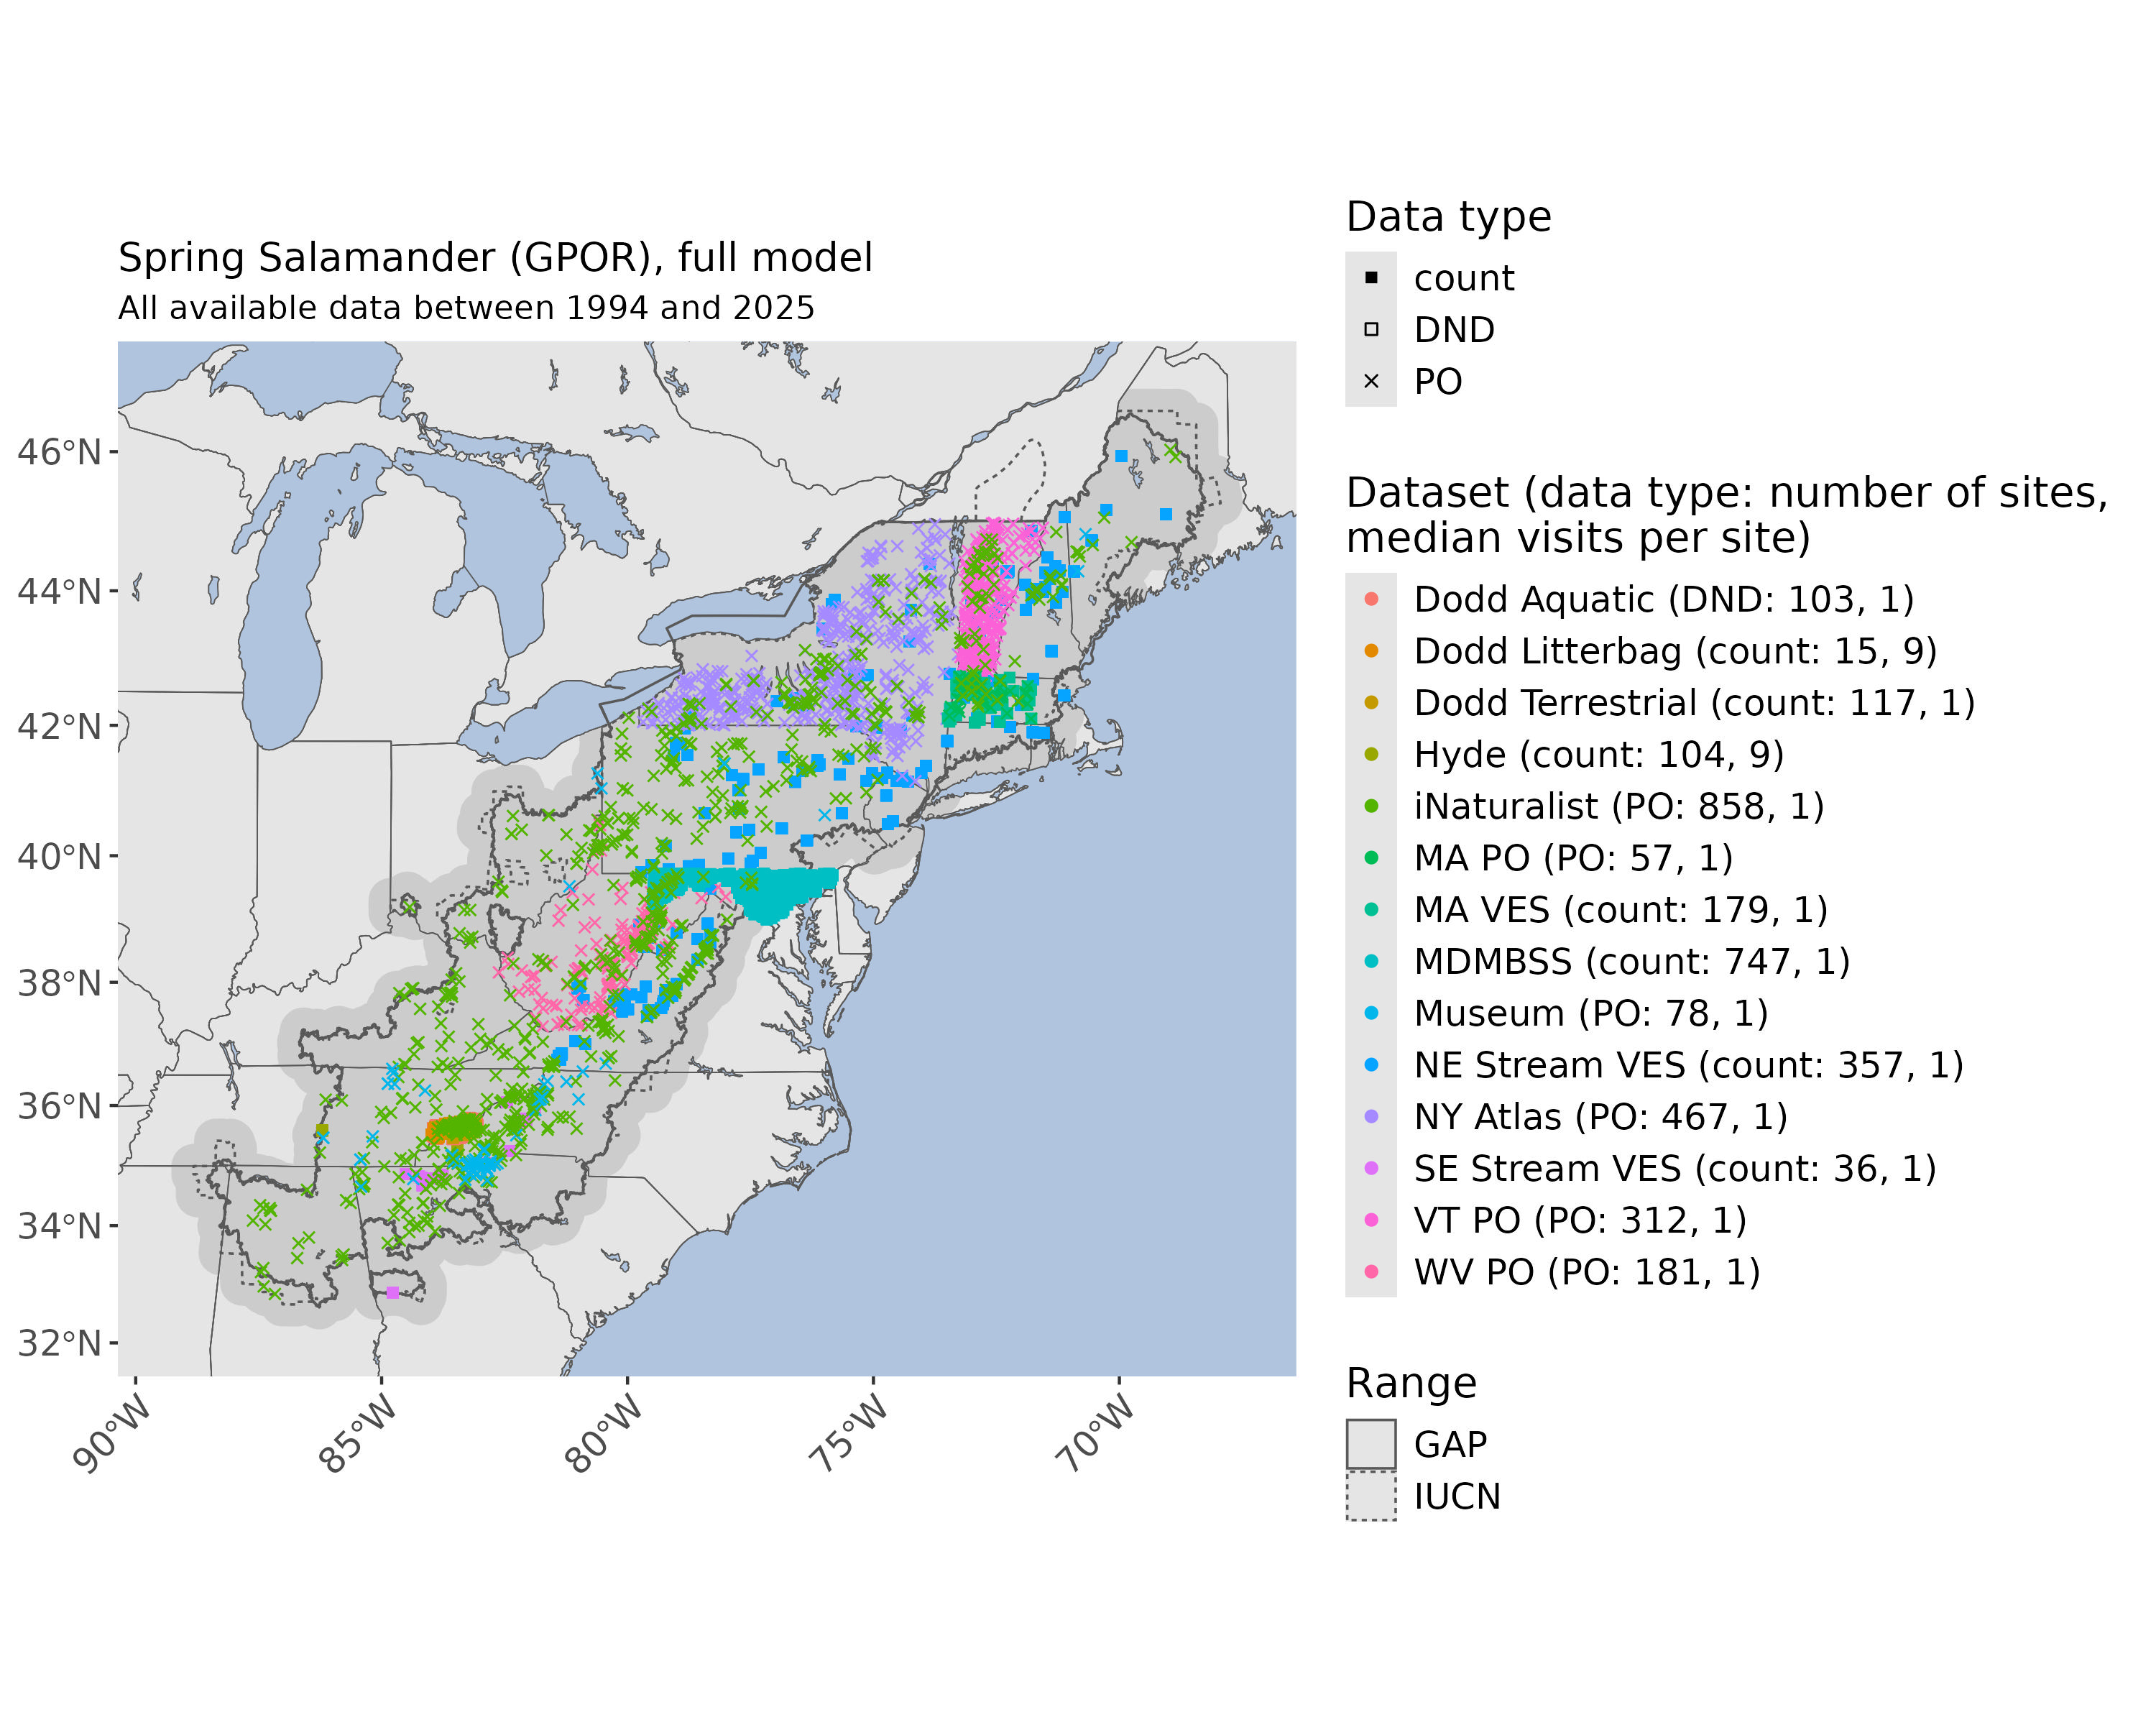 Spring Salamander (GPOR), full model
All available data between 1994 and 2025
46°N
44°N
42°N
40°N
38°N
36°N
34°N
32°N
90°W
85°W
80°W
75°W
70°W
Data type
count
DND
PO
Dataset (data type: number of sites,
median visits per site)
Dodd Aquatic (DND: 103, 1)
Dodd Litterbag (count: 15, 9)
Dodd Terrestrial (count: 117, 1)
Hyde (count: 104, 9)
iNaturalist (PO: 858, 1)
MA PO (PO: 57, 1)
MA VES (count: 179, 1)
MDMBSS (count: 747, 1)
Museum (PO: 78, 1)
NE Stream VES (count: 357, 1)
NY Atlas (PO: 467, 1)
SE Stream VES (count: 36, 1)
VT PO (PO: 312, 1)
WV PO (PO: 181, 1)
Range
GAP
IUCN